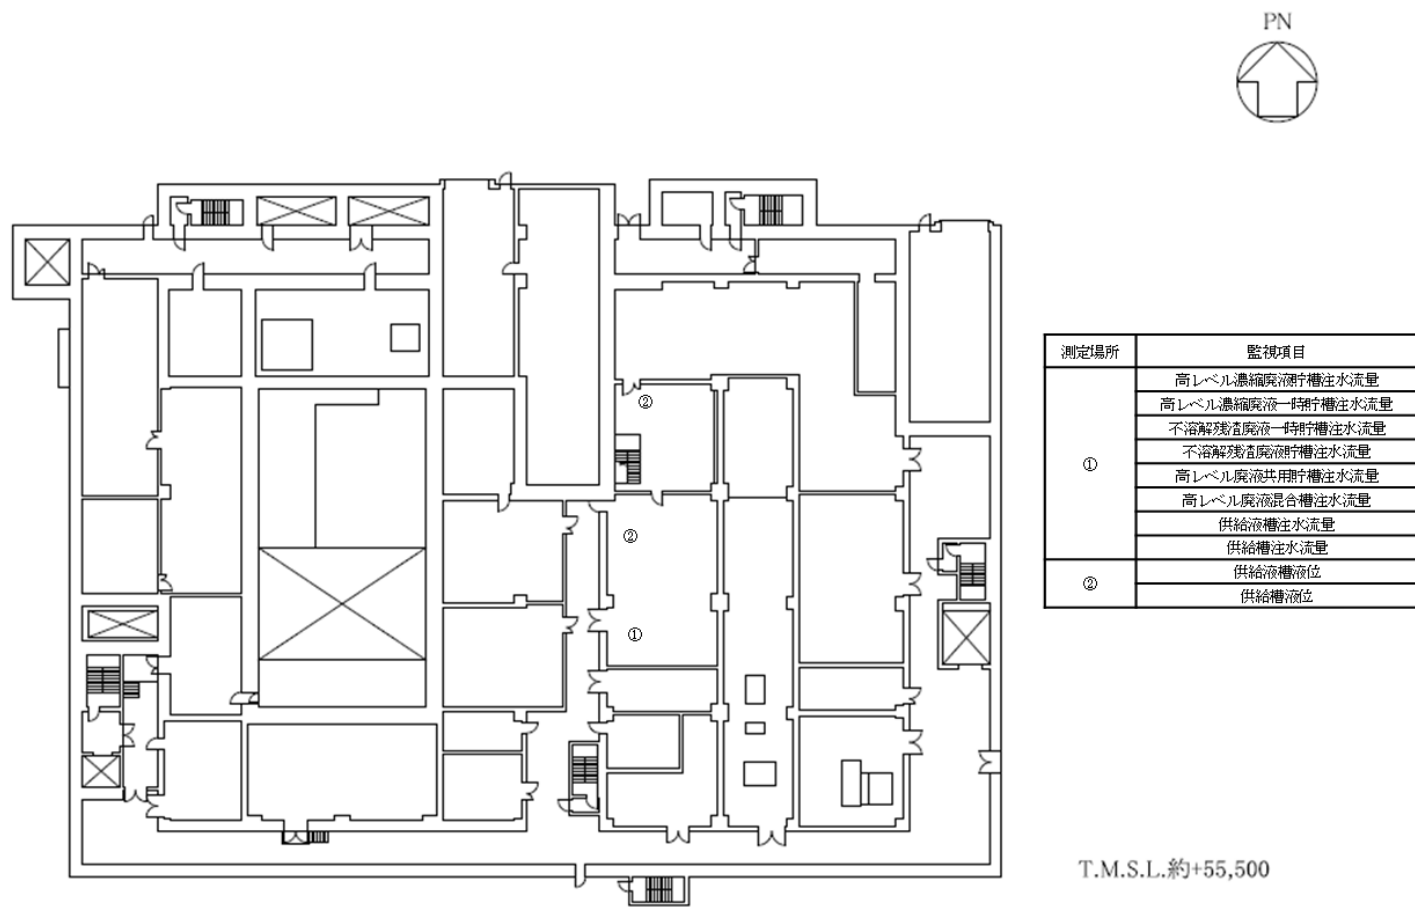 PN
測定場所 監視項目
① 高レベル濃縮廃液貯槽注水流量
高レベル濃縮廃液一時貯槽注水流量
不溶解残渣廃液一時貯槽注水流量
不溶解残渣廃液貯槽注水流量
高レベル廃液共用貯槽注水流量
高レベル廃液混合槽注水流量
供給液槽注水流量
供給槽注水流量
② 供給液槽液位
供給槽液位
②
②
①
T.M.S.L.約+55,500